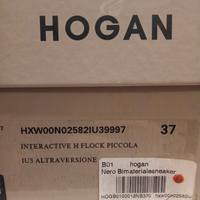 HOGAN
HXW00N02582IU39997
37
INTERACTIVE H FLOCK PICCOLA
IU3 ALTRAVERSIONE
B01 hogan
Nero Bimaterialesneaker